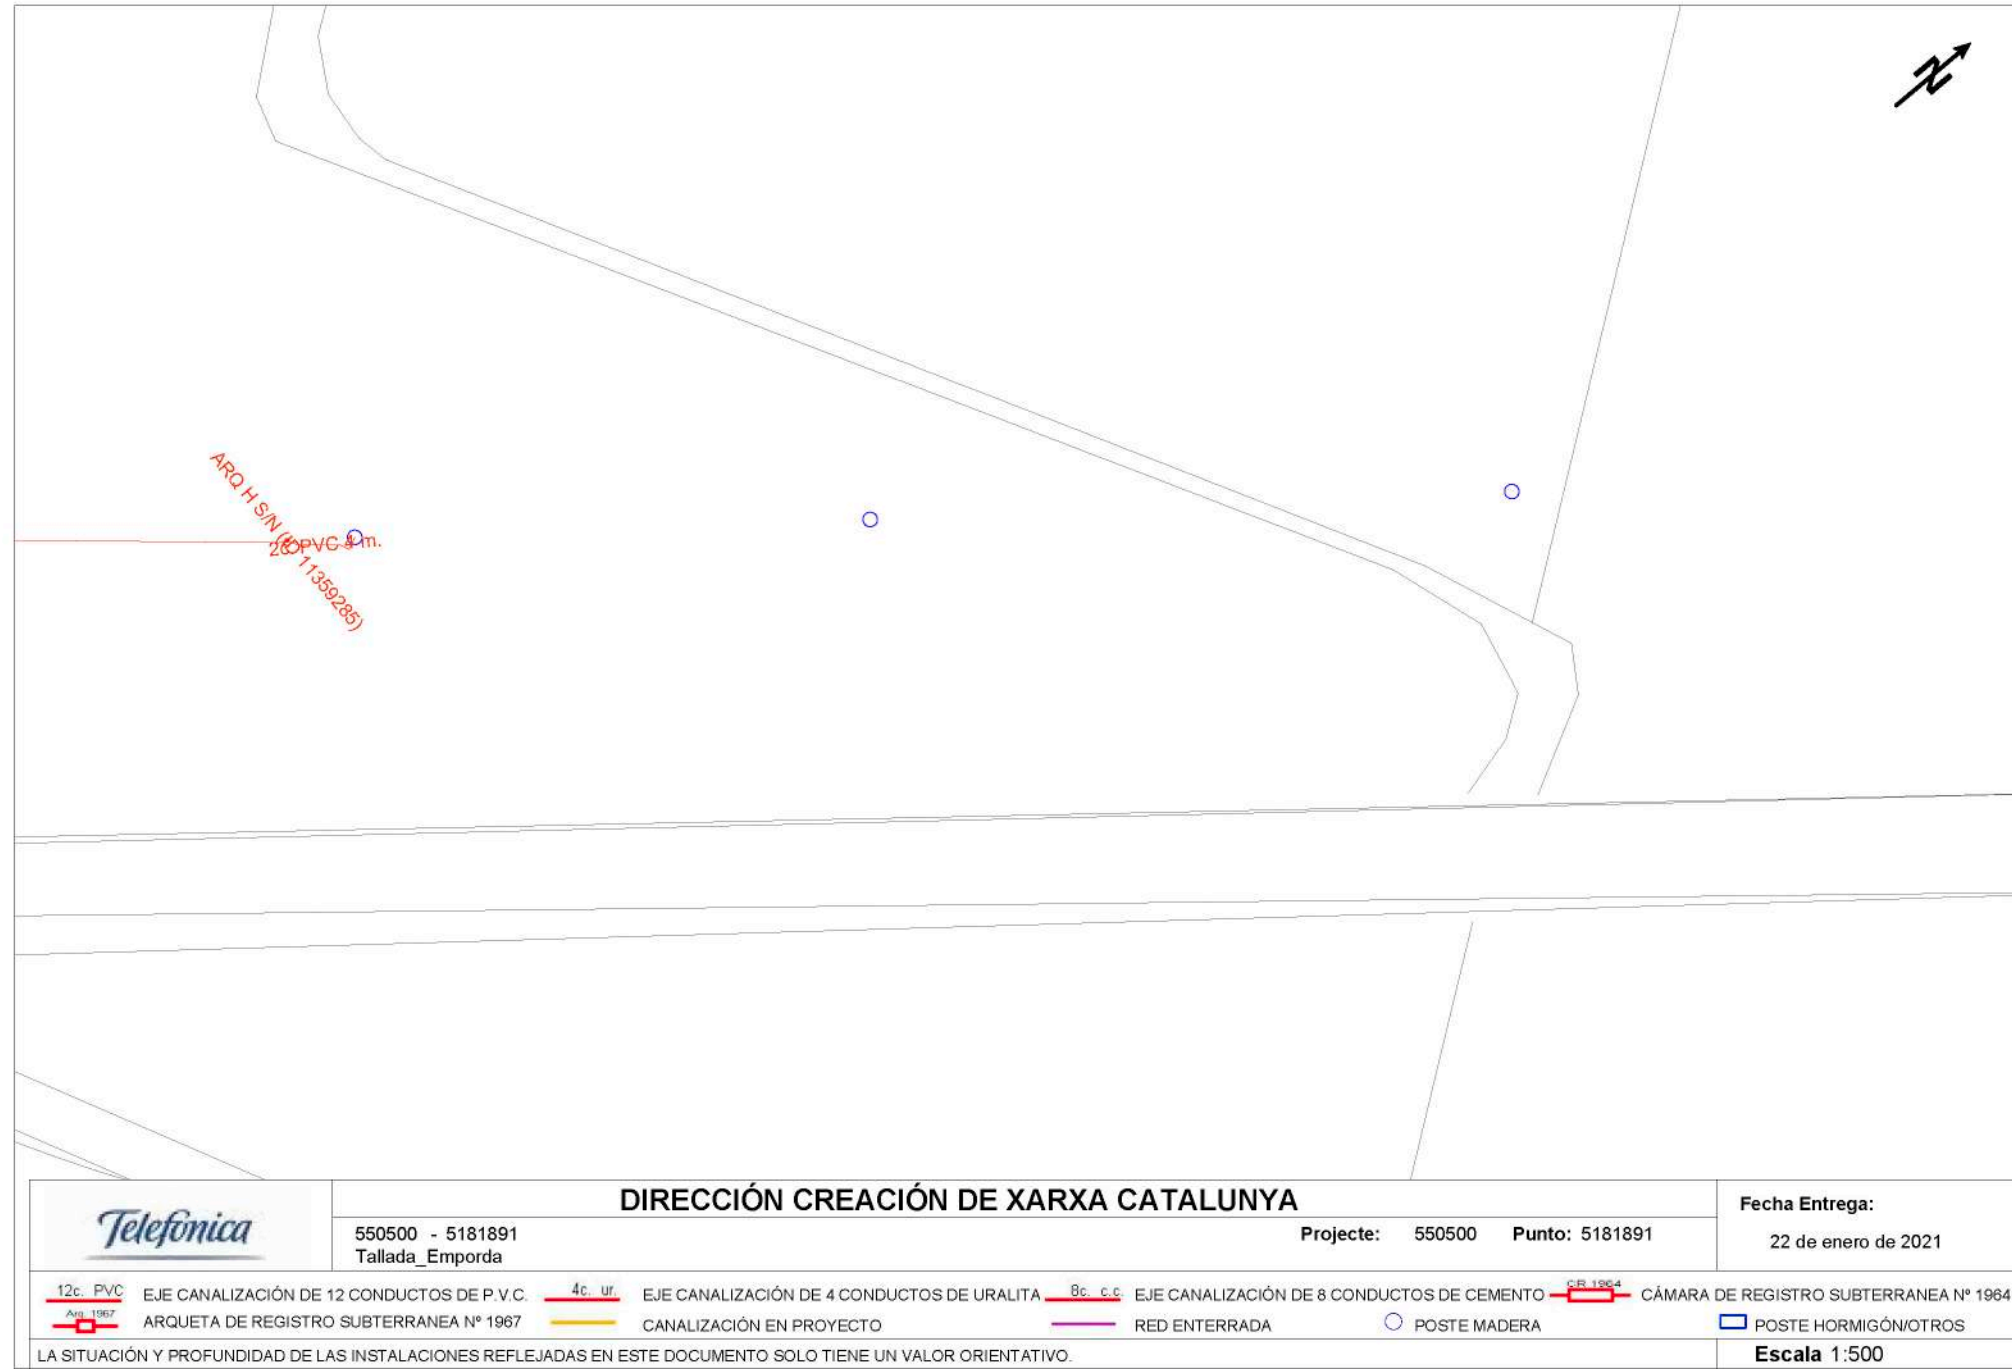 ARQ H S/N (ID 11359285)
2c PVC 4 m.
Telefónica
DIRECCIÓN CREACIÓN DE XARXA CATALUNYA
550500 - 5181891
Tallada_Emporda
Projecte: 550500 Punto: 5181891
Fecha Entrega:
22 de enero de 2021
12c. PVC EJE CANALIZACIÓN DE 12 CONDUCTOS DE P.V.C. 4c. ur. EJE CANALIZACIÓN DE 4 CONDUCTOS DE URALITA 8c. c.c. EJE CANALIZACIÓN DE 8 CONDUCTOS DE CEMENTO C.R. 1964 CÁMARA DE REGISTRO SUBTERRANEA Nº 1964
Arq. 1967 ARQUETA DE REGISTRO SUBTERRANEA Nº 1967 CANALIZACIÓN EN PROYECTO RED ENTERRADA POSTE MADERA POSTE HORMIGÓN/OTROS
LA SITUACIÓN Y PROFUNDIDAD DE LAS INSTALACIONES REFLEJADAS EN ESTE DOCUMENTO SOLO TIENE UN VALOR ORIENTATIVO.
Escala 1:500
N